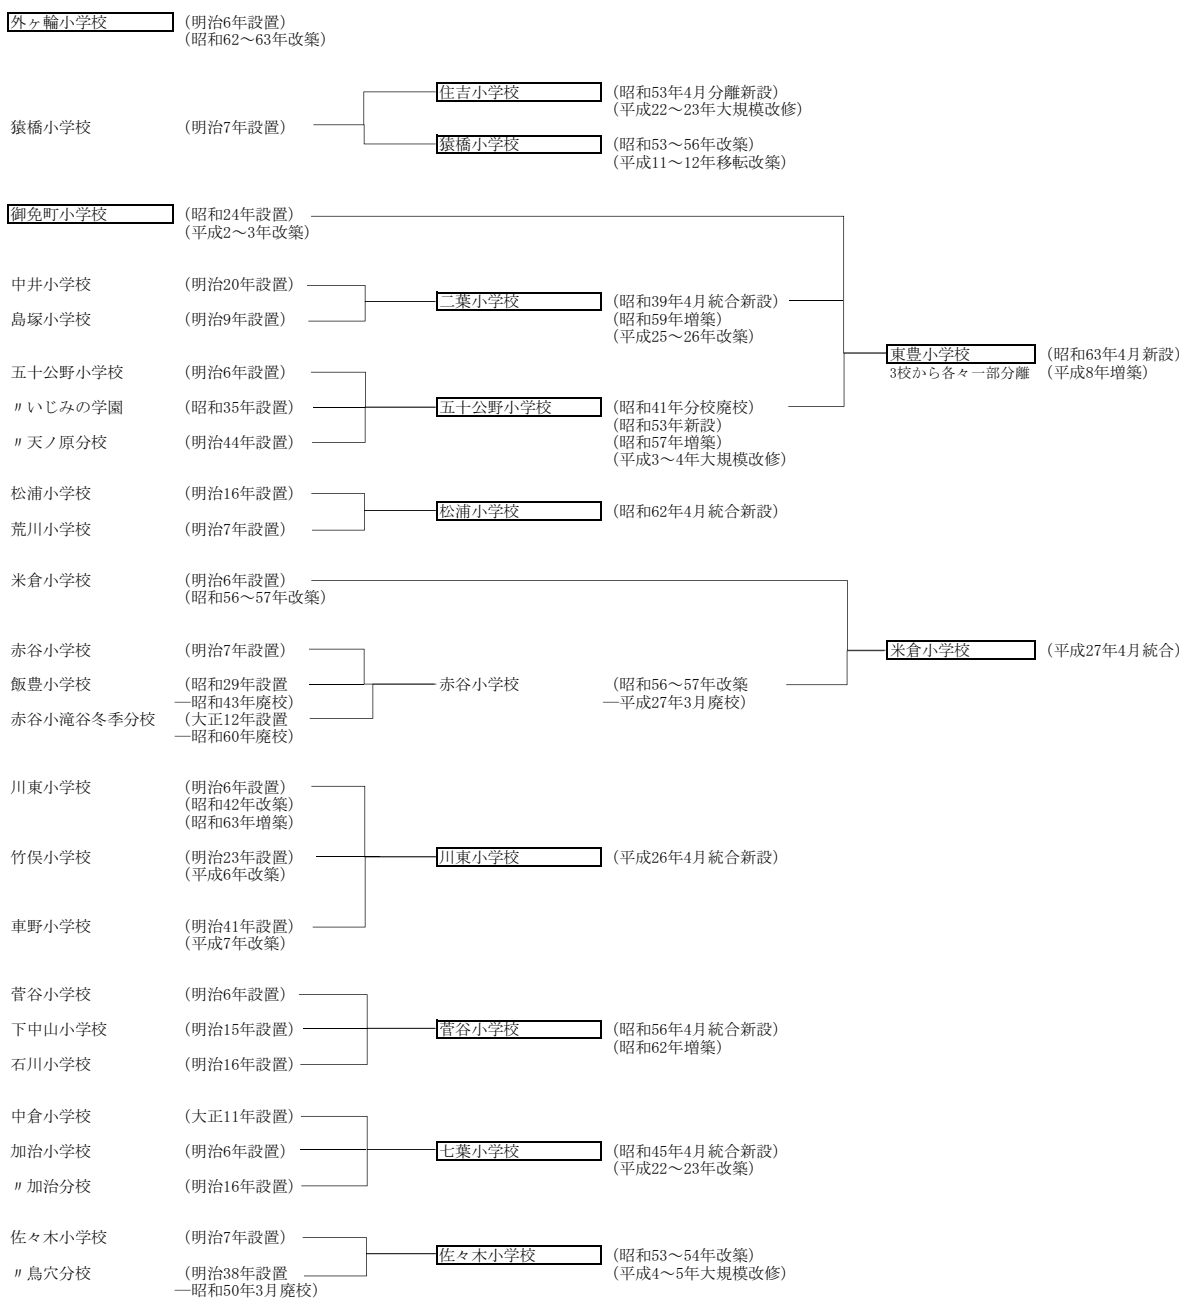 外ヶ輪小学校 （明治6年設置）
（昭和62～63年改築）
住吉小学校 （昭和53年4月分離新設）
（平成22～23年大規模改修）
猿橋小学校 （明治7年設置）
猿橋小学校 （昭和53～56年改築）
（平成11～12年移転改築）
御免町小学校 （昭和24年設置）
（平成2～3年改築）
中井小学校 （明治20年設置）
二葉小学校 （昭和39年4月統合新設）
島塚小学校 （明治9年設置） （昭和59年増築）
（平成25～26年改築）
東豊小学校 （昭和63年4月新設）
五十公野小学校 （明治6年設置） 3校から各々一部分離 （平成8年増築）
〃いじみの学園 （昭和35年設置） 五十公野小学校 （昭和41年分校廃校）
（昭和53年新設）
〃天ノ原分校 （明治44年設置） （昭和57年増築）
（平成3～4年大規模改修）
松浦小学校 （明治16年設置）
松浦小学校 （昭和62年4月統合新設）
荒川小学校 （明治7年設置）
米倉小学校 （明治6年設置）
（昭和56～57年改築）
赤谷小学校 （明治7年設置） 米倉小学校 （平成27年4月統合）
飯豊小学校 （昭和29年設置 赤谷小学校 （昭和56～57年改築
―昭和43年廃校） ―平成27年3月廃校）
赤谷小滝谷冬季分校 （大正12年設置
―昭和60年廃校）
川東小学校 （明治6年設置）
（昭和42年改築）
（昭和63年増築）
竹俣小学校 （明治23年設置） 川東小学校 （平成26年4月統合新設）
（平成6年改築）
車野小学校 （明治41年設置）
（平成7年改築）
菅谷小学校 （明治6年設置）
下中山小学校 （明治15年設置） 菅谷小学校 （昭和56年4月統合新設）
（昭和62年増築）
石川小学校 （明治16年設置）
中倉小学校 （大正11年設置）
加治小学校 （明治6年設置） 七葉小学校 （昭和45年4月統合新設）
（平成22～23年改築）
〃加治分校 （明治16年設置）
佐々木小学校 （明治7年設置）
佐々木小学校 （昭和53～54年改築）
〃鳥穴分校 （明治38年設置 （平成4～5年大規模改修）
―昭和50年3月廃校）